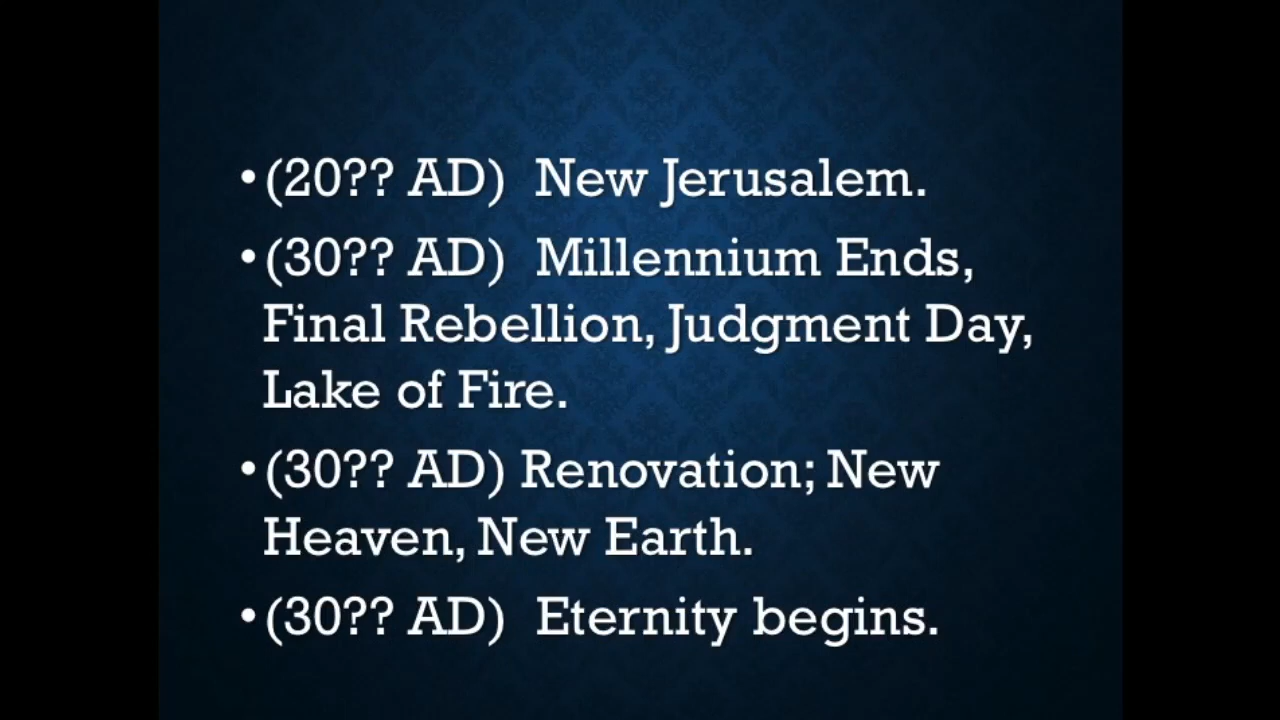 •(20?? AD)  New Jerusalem.
•(30?? AD)  Millennium Ends,
Final Rebellion, Judgment Day,
Lake of Fire.
•(30?? AD) Renovation; New
Heaven, New Earth.
•(30?? AD)  Eternity begins.